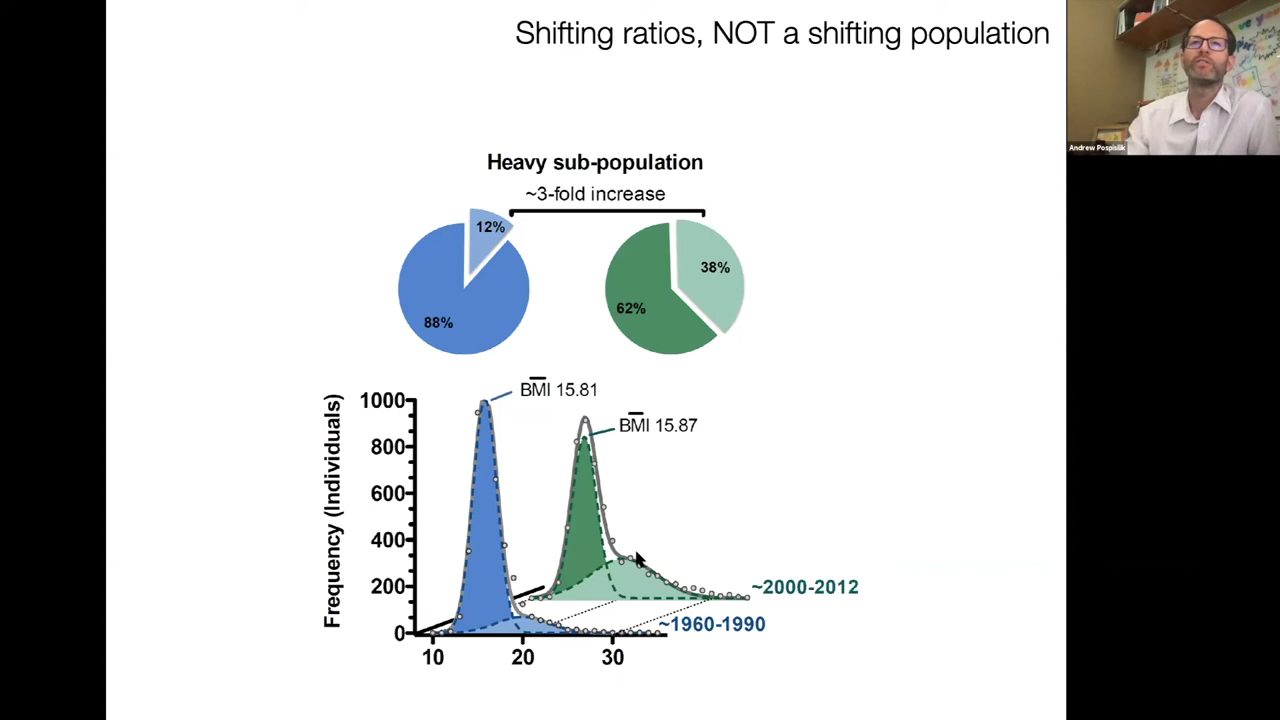 Shifting ratios, NOT a shifting population
Andrew Pospisilik
Heavy sub-population
~3-fold increase
12%
88%
38%
62%
BMI 15.81
BMI 15.87
Frequency (Individuals)
1000
800
600
400
200
0
10
20
30
~2000-2012
~1960-1990